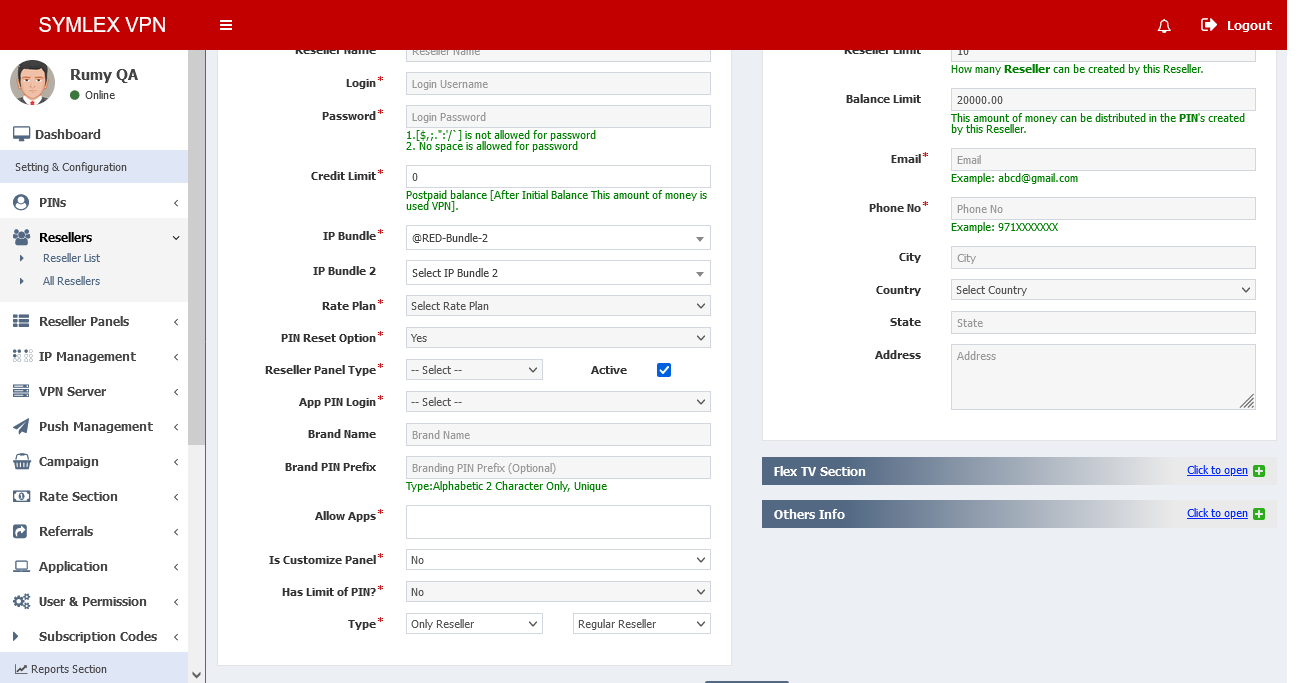 SYMLEX VPN
Logout
Rumy QA
Online
Dashboard
Setting & Configuration
PINs
Resellers
Reseller List
All Resellers
Reseller Panels
IP Management
VPN Server
Push Management
Campaign
Rate Section
Referrals
Application
User & Permission
Subscription Codes
Reports Section
Reseller Name Reseller Name
Login* Login Username
Password* Login Password
1.[$,;.":'/`] is not allowed for password
2. No space is allowed for password
Credit Limit* 0
Postpaid balance [After Initial Balance This amount of money is
used VPN].
IP Bundle* @RED-Bundle-2
IP Bundle 2 Select IP Bundle 2
Rate Plan* Select Rate Plan
PIN Reset Option* Yes
Reseller Panel Type* -- Select -- Active
App PIN Login* -- Select --
Brand Name Brand Name
Brand PIN Prefix Branding PIN Prefix (Optional)
Type:Alphabetic 2 Character Only, Unique
Allow Apps*
Is Customize Panel* No
Has Limit of PIN?* No
Type* Only Reseller Regular Reseller
Reseller Limit 10
How many Reseller can be created by this Reseller.
Balance Limit 20000.00
This amount of money can be distributed in the PIN's created
by this Reseller.
Email* Email
Example: abcd@gmail.com
Phone No* Phone No
Example: 971XXXXXXX
City City
Country Select Country
State State
Address Address
Flex TV Section Click to open
Others Info Click to open